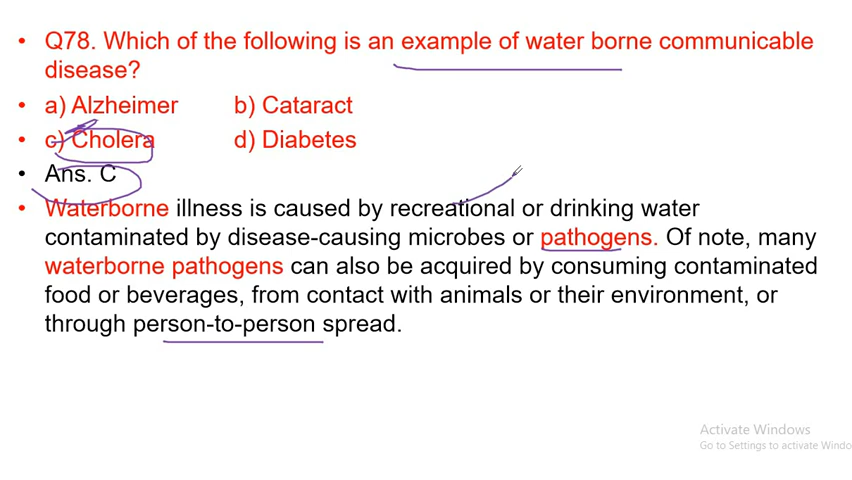 • Q78. Which of the following is an example of water borne communicable
disease?
• a) Alzheimer b) Cataract
• c) Cholera d) Diabetes
• Ans. C
• Waterborne illness is caused by recreational or drinking water
contaminated by disease-causing microbes or pathogens. Of note, many
waterborne pathogens can also be acquired by consuming contaminated
food or beverages, from contact with animals or their environment, or
through person-to-person spread.
Activate Windows
Go to Settings to activate Windo